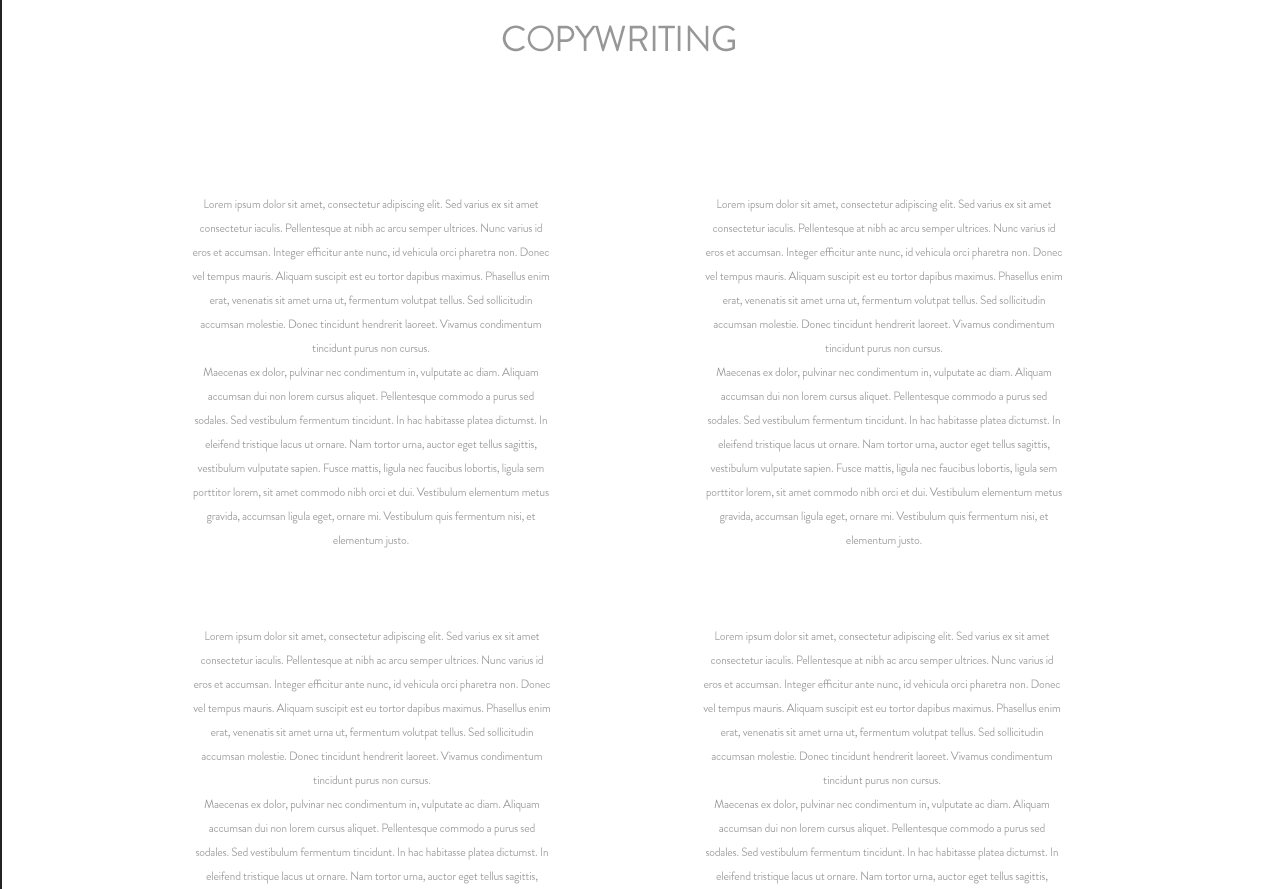 COPYWRITING
Lorem ipsum dolor sit amet, consectetur adipiscing elit. Sed varius ex sit amet
consectetur iaculis. Pellentesque at nibh ac arcu semper ultrices. Nunc varius id
eros et accumsan. Integer efficitur ante nunc, id vehicula orci pharetra non. Donec
vel tempus mauris. Aliquam suscipit est eu tortor dapibus maximus. Phasellus enim
erat, venenatis sit amet urna ut, fermentum volutpat tellus. Sed sollicitudin
accumsan molestie. Donec tincidunt hendrerit laoreet. Vivamus condimentum
tincidunt purus non cursus.
Maecenas ex dolor, pulvinar nec condimentum in, vulputate ac diam. Aliquam
accumsan dui non lorem cursus aliquet. Pellentesque commodo a purus sed
sodales. Sed vestibulum fermentum tincidunt. In hac habitasse platea dictumst. In
eleifend tristique lacus ut ornare. Nam tortor urna, auctor eget tellus sagittis,
vestibulum vulputate sapien. Fusce mattis, ligula nec faucibus lobortis, ligula sem
porttitor lorem, sit amet commodo nibh orci et dui. Vestibulum elementum metus
gravida, accumsan ligula eget, ornare mi. Vestibulum quis fermentum nisi, et
elementum justo.
Lorem ipsum dolor sit amet, consectetur adipiscing elit. Sed varius ex sit amet
consectetur iaculis. Pellentesque at nibh ac arcu semper ultrices. Nunc varius id
eros et accumsan. Integer efficitur ante nunc, id vehicula orci pharetra non. Donec
vel tempus mauris. Aliquam suscipit est eu tortor dapibus maximus. Phasellus enim
erat, venenatis sit amet urna ut, fermentum volutpat tellus. Sed sollicitudin
accumsan molestie. Donec tincidunt hendrerit laoreet. Vivamus condimentum
tincidunt purus non cursus.
Maecenas ex dolor, pulvinar nec condimentum in, vulputate ac diam. Aliquam
accumsan dui non lorem cursus aliquet. Pellentesque commodo a purus sed
sodales. Sed vestibulum fermentum tincidunt. In hac habitasse platea dictumst. In
eleifend tristique lacus ut ornare. Nam tortor urna, auctor eget tellus sagittis,
vestibulum vulputate sapien. Fusce mattis, ligula nec faucibus lobortis, ligula sem
porttitor lorem, sit amet commodo nibh orci et dui. Vestibulum elementum metus
gravida, accumsan ligula eget, ornare mi. Vestibulum quis fermentum nisi, et
elementum justo.
Lorem ipsum dolor sit amet, consectetur adipiscing elit. Sed varius ex sit amet
consectetur iaculis. Pellentesque at nibh ac arcu semper ultrices. Nunc varius id
eros et accumsan. Integer efficitur ante nunc, id vehicula orci pharetra non. Donec
vel tempus mauris. Aliquam suscipit est eu tortor dapibus maximus. Phasellus enim
erat, venenatis sit amet urna ut, fermentum volutpat tellus. Sed sollicitudin
accumsan molestie. Donec tincidunt hendrerit laoreet. Vivamus condimentum
tincidunt purus non cursus.
Maecenas ex dolor, pulvinar nec condimentum in, vulputate ac diam. Aliquam
accumsan dui non lorem cursus aliquet. Pellentesque commodo a purus sed
sodales. Sed vestibulum fermentum tincidunt. In hac habitasse platea dictumst. In
eleifend tristique lacus ut ornare. Nam tortor urna, auctor eget tellus sagittis,
Lorem ipsum dolor sit amet, consectetur adipiscing elit. Sed varius ex sit amet
consectetur iaculis. Pellentesque at nibh ac arcu semper ultrices. Nunc varius id
eros et accumsan. Integer efficitur ante nunc, id vehicula orci pharetra non. Donec
vel tempus mauris. Aliquam suscipit est eu tortor dapibus maximus. Phasellus enim
erat, venenatis sit amet urna ut, fermentum volutpat tellus. Sed sollicitudin
accumsan molestie. Donec tincidunt hendrerit laoreet. Vivamus condimentum
tincidunt purus non cursus.
Maecenas ex dolor, pulvinar nec condimentum in, vulputate ac diam. Aliquam
accumsan dui non lorem cursus aliquet. Pellentesque commodo a purus sed
sodales. Sed vestibulum fermentum tincidunt. In hac habitasse platea dictumst. In
eleifend tristique lacus ut ornare. Nam tortor urna, auctor eget tellus sagittis,